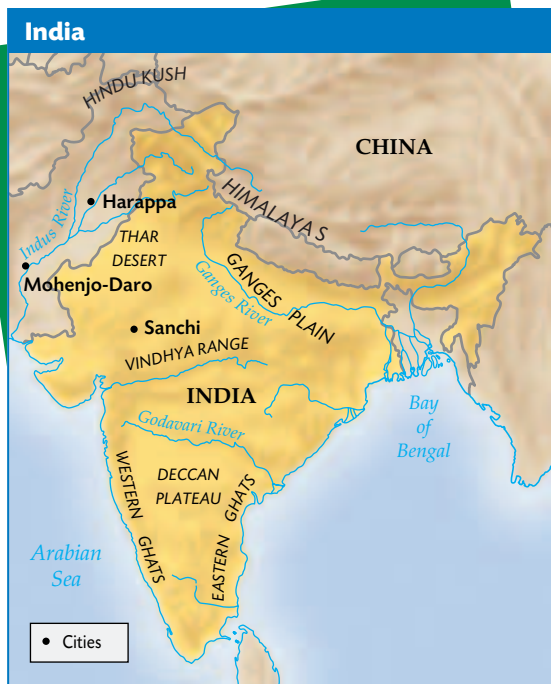 India
HINDU KUSH
CHINA
Harappa
HIMALAYAS
Indus River
THAR
DESERT
Mohenjo-Daro
GANGES PLAIN
Ganges River
Sanchi
VINDHYA RANGE
INDIA
Bay
of
Bengal
Godavari River
DECCAN
PLATEAU
WESTERN GHATS
EASTERN GHATS
Arabian
Sea
Cities